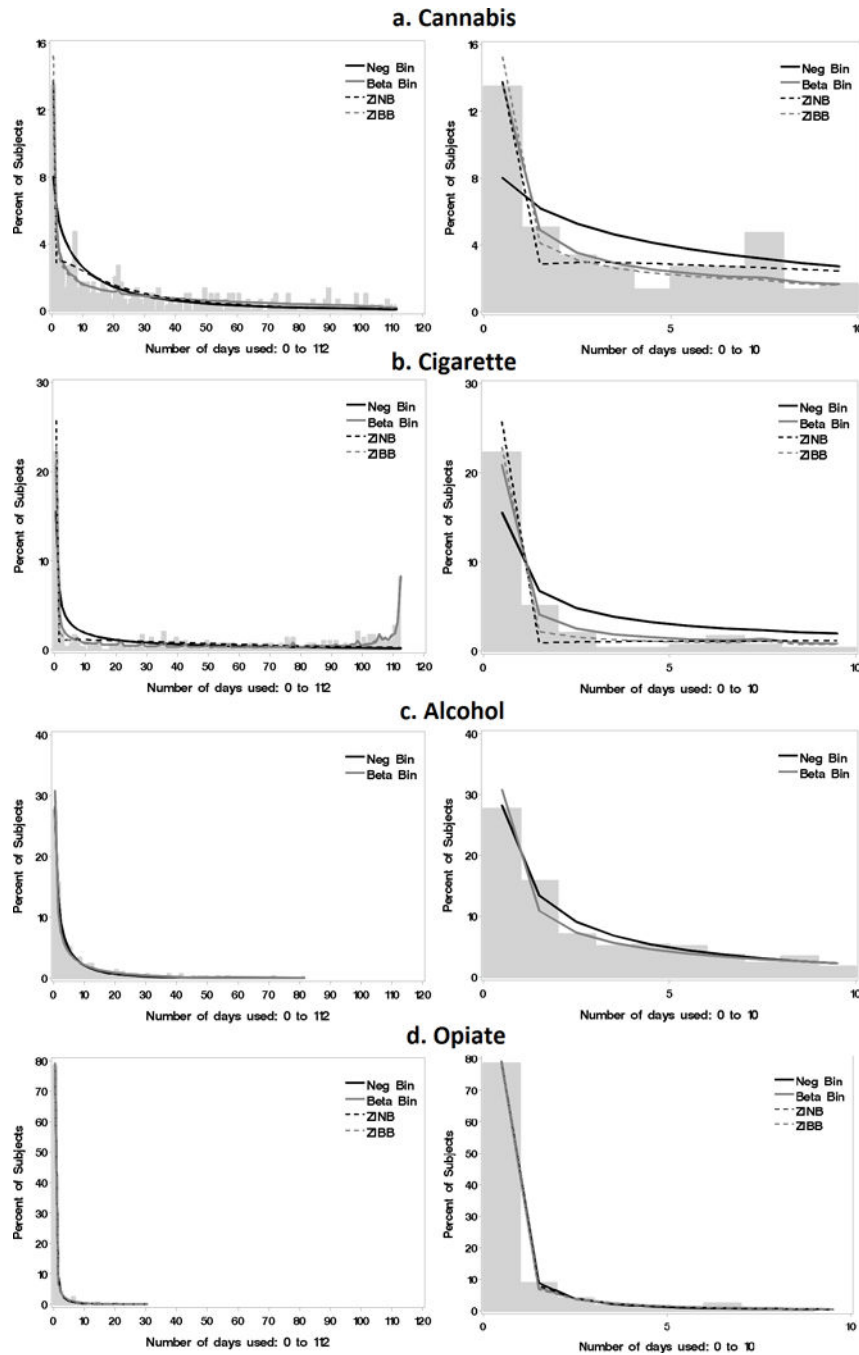 a. Cannabis
16
12
8
4
0
Percent of Subjects
Neg Bin
Beta Bin
ZINB
ZIBB
0 10 20 30 40 50 60 70 80 90 100 110 120
Number of days used: 0 to 112
16
12
8
4
0
Percent of Subjects
Neg Bin
Beta Bin
ZINB
ZIBB
0 5 10
Number of days used: 0 to 10
b. Cigarette
30
20
10
0
Percent of Subjects
Neg Bin
Beta Bin
ZINB
ZIBB
0 10 20 30 40 50 60 70 80 90 100 110 120
Number of days used: 0 to 112
30
20
10
0
Percent of Subjects
Neg Bin
Beta Bin
ZINB
ZIBB
0 5 10
Number of days used: 0 to 10
c. Alcohol
40
30
20
10
0
Percent of Subjects
Neg Bin
Beta Bin
0 10 20 30 40 50 60 70 80 90 100 110 120
Number of days used: 0 to 112
40
30
20
10
0
Percent of Subjects
Neg Bin
Beta Bin
0 5 10
Number of days used: 0 to 10
d. Opiate
80
70
60
50
40
30
20
10
0
Percent of Subjects
Neg Bin
Beta Bin
ZINB
ZIBB
0 10 20 30 40 50 60 70 80 90 100 110 120
Number of days used: 0 to 112
80
70
60
50
40
30
20
10
0
Percent of Subjects
Neg Bin
Beta Bin
ZINB
ZIBB
0 5 10
Number of days used: 0 to 10